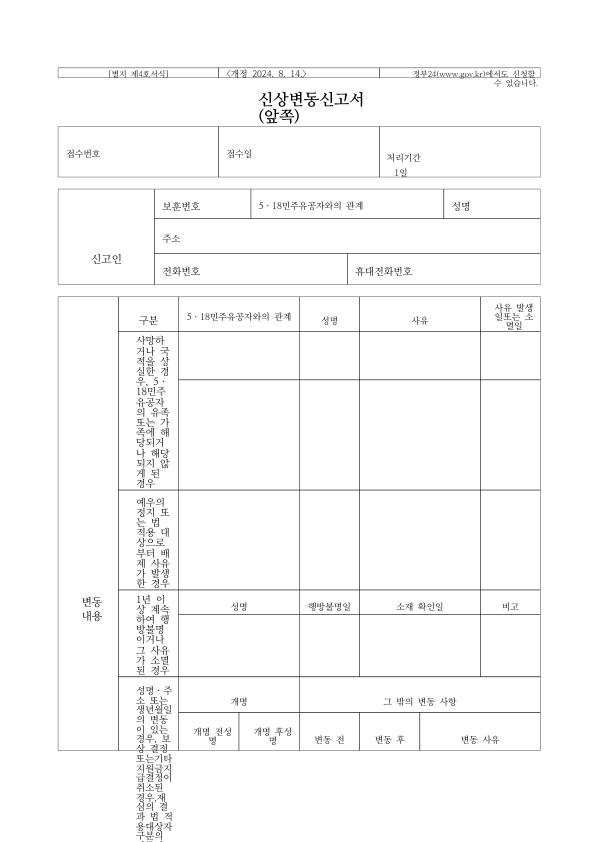 [별지 제4호서식]
〈개정 2024. 8. 14.〉
정부24(www.gov.kr)에서도 신청할
수 있습니다.
신상변동신고서
(앞쪽)
접수번호
접수일
처리기간
1일
신고인
보훈번호
5ㆍ18민주유공자와의 관계
성명
주소
전화번호
휴대전화번호
변동
내용
구분
5ㆍ18민주유공자와의 관계
성명
사유
사유 발생
일또는 소
멸일
사망하
거나 국
적을 상
실한 경
우, 5ㆍ
18민주
유공자
의 유족
또는 가
족에 해
당되거
나 해당
되지 않
게 된
경우
예우의
정지 또
는 법
적용 대
상으로
부터 배
제 사유
가 발생
한 경우
1년 이
상 계속
하여 행
방불명
이거나
그 사유
가 소멸
된 경우
성명
행방불명일
소재 확인일
비고
성명ㆍ주
소 또는
생년월일
의 변동
이 있는
경우, 보
상 결정
또는기타
지원금지
급결정이
취소된
경우,재
심의 결
과 법 적
용대상자
구분의
개명
그 밖의 변동 사항
개명 전성
명
개명 후성
명
변동 전
변동 후
변동 사유